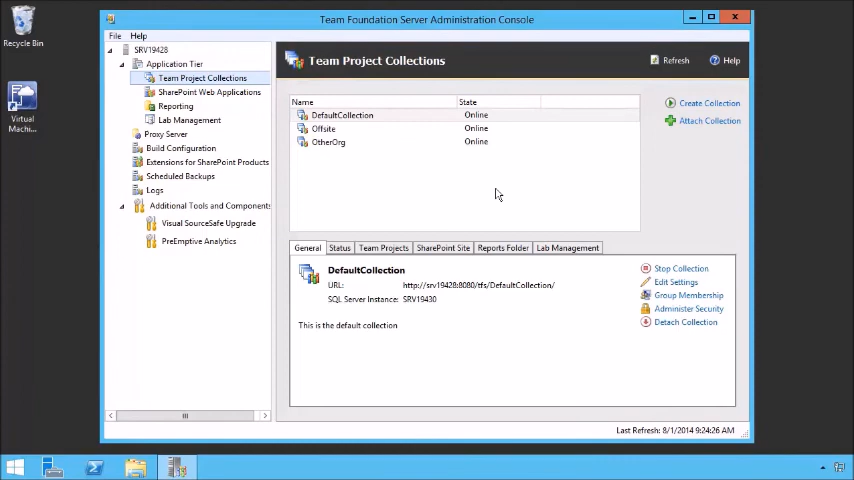 Recycle Bin
Virtual
Machin...
Team Foundation Server Administration Console
File Help
SRV19428
Application Tier
Team Project Collections
SharePoint Web Applications
Reporting
Lab Management
Proxy Server
Build Configuration
Extensions for SharePoint Products
Scheduled Backups
Logs
Additional Tools and Components
Visual SourceSafe Upgrade
PreEmptive Analytics
Team Project Collections
Refresh
Help
Name State
DefaultCollection Online
Offsite Online
OtherOrg Online
Create Collection
Attach Collection
General Status Team Projects SharePoint Site Reports Folder Lab Management
DefaultCollection
URL: http://srv19428:8080/tfs/DefaultCollection/
SQL Server Instance: SRV19430
This is the default collection
Stop Collection
Edit Settings
Group Membership
Administer Security
Detach Collection
Last Refresh: 8/1/2014 9:24:26 AM